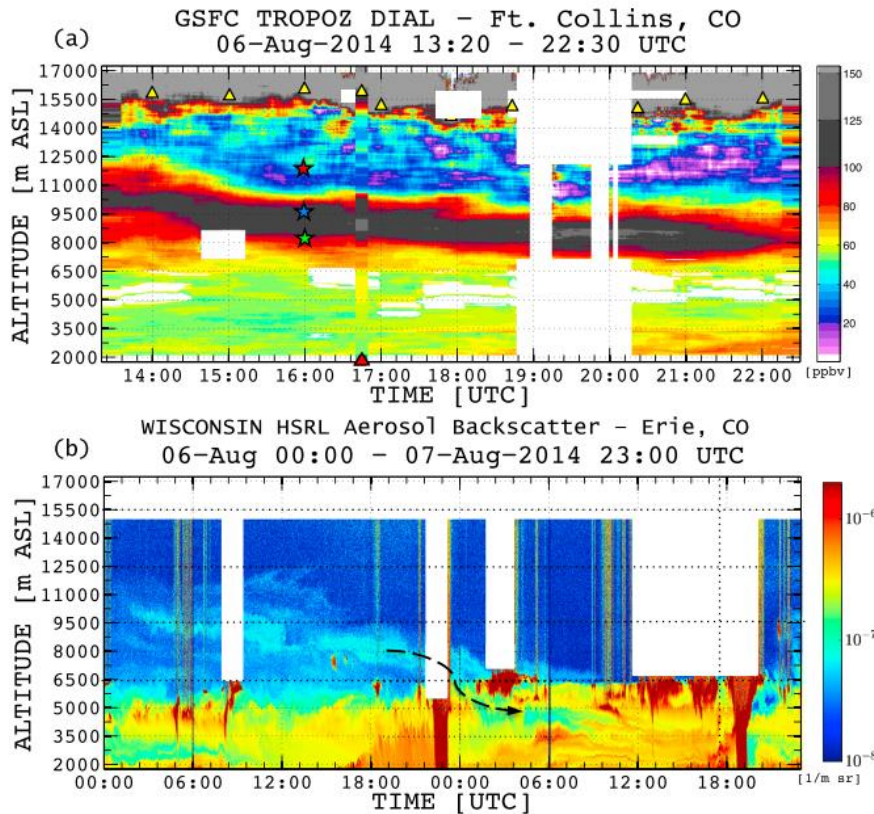 (a)
GSFC TROPOZ DIAL – Ft. Collins, CO
06–Aug–2014 13:20 – 22:30 UTC
ALTITUDE [m ASL]
17000
15500
14000
12500
11000
9500
8000
6500
5000
3500
2000
14:00 15:00 16:00 17:00 18:00 19:00 20:00 21:00 22:00
TIME [UTC]
150
125
100
80
60
40
20
[ppbv]
(b)
WISCONSIN HSRL Aerosol Backscatter – Erie, CO
06–Aug 00:00 – 07–Aug–2014 23:00 UTC
ALTITUDE [m ASL]
17000
15500
14000
12500
11000
9500
8000
6500
5000
3500
2000
00:00 06:00 12:00 18:00 00:00 06:00 12:00 18:00
TIME [UTC]
10⁻⁶
10⁻⁷
10⁻⁸
[1/m sr]